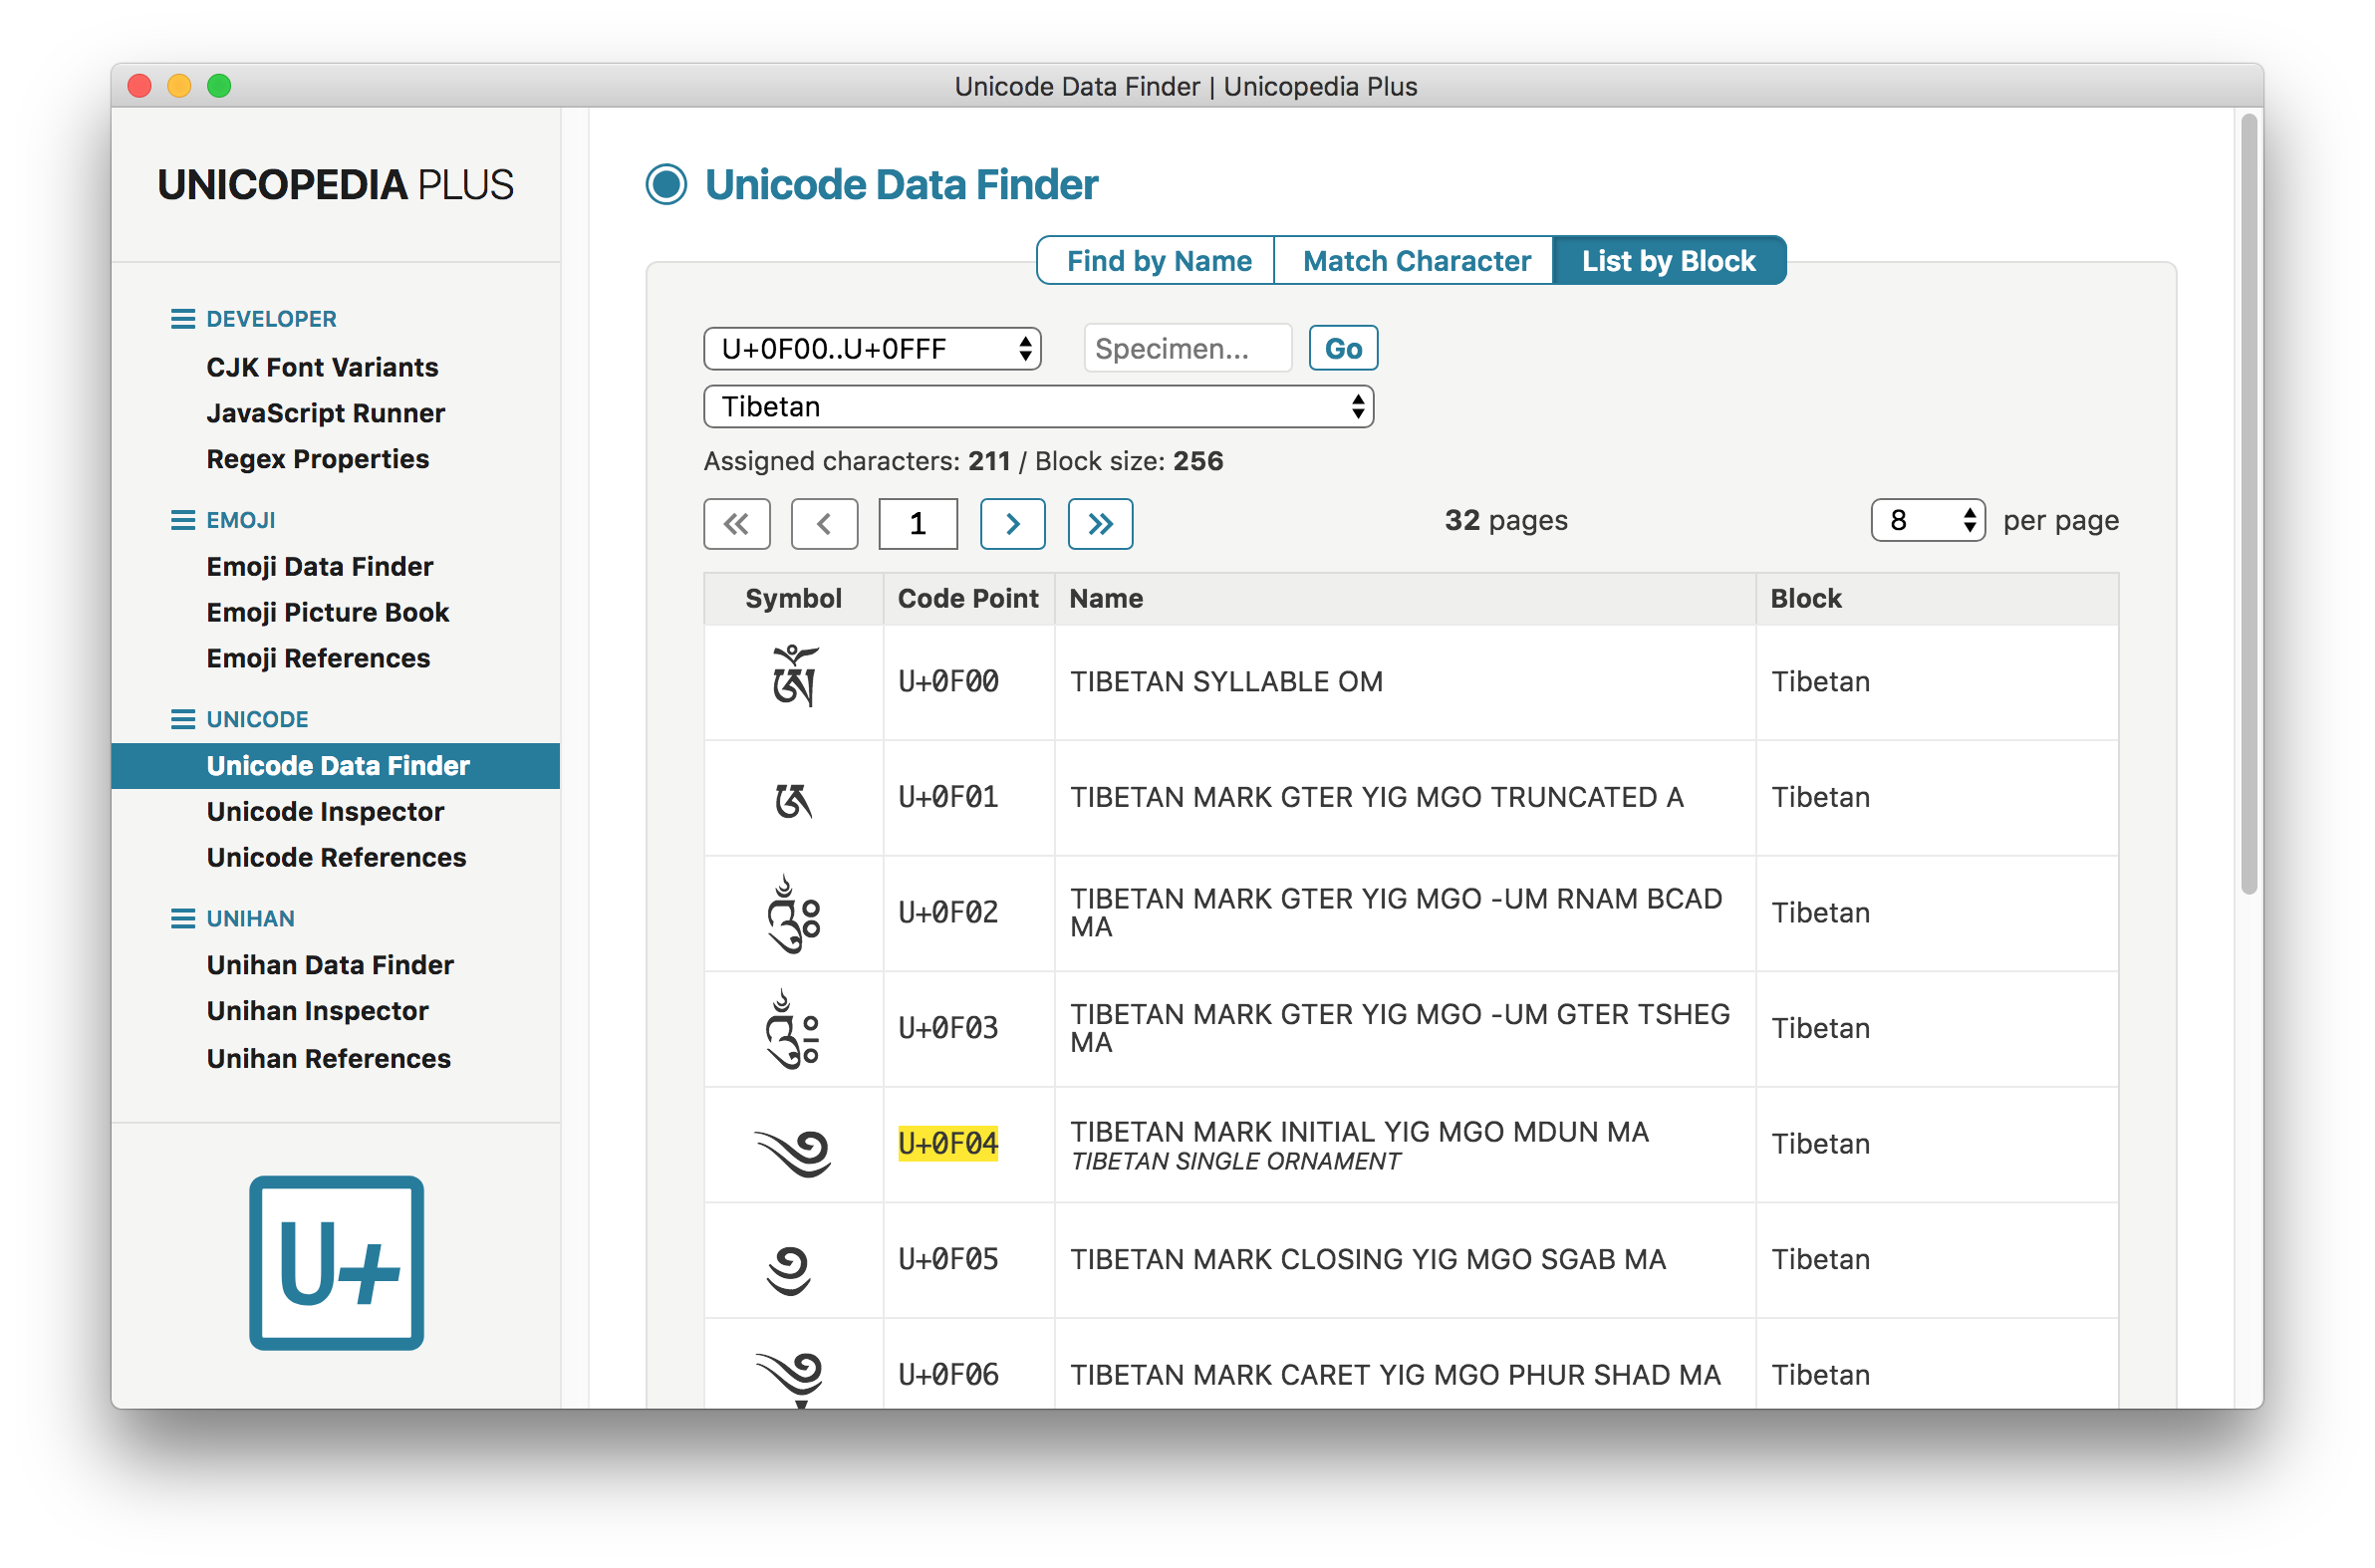 Unicode Data Finder | Unicopedia Plus
UNICOPEDIA PLUS
DEVELOPER
CJK Font Variants
JavaScript Runner
Regex Properties
EMOJI
Emoji Data Finder
Emoji Picture Book
Emoji References
UNICODE
Unicode Data Finder
Unicode Inspector
Unicode References
UNIHAN
Unihan Data Finder
Unihan Inspector
Unihan References
U+
Unicode Data Finder
Find by Name Match Character List by Block
U+0F00..U+0FFF Specimen... Go
Tibetan
Assigned characters: 211 / Block size: 256
« ‹ 1 › » 32 pages 8 per page
Symbol Code Point Name Block
ༀ U+0F00 TIBETAN SYLLABLE OM Tibetan
༁ U+0F01 TIBETAN MARK GTER YIG MGO TRUNCATED A Tibetan
༂ U+0F02 TIBETAN MARK GTER YIG MGO -UM RNAM BCAD
MA Tibetan
༃ U+0F03 TIBETAN MARK GTER YIG MGO -UM GTER TSHEG
MA Tibetan
༄ U+0F04 TIBETAN MARK INITIAL YIG MGO MDUN MA
TIBETAN SINGLE ORNAMENT Tibetan
༅ U+0F05 TIBETAN MARK CLOSING YIG MGO SGAB MA Tibetan
༆ U+0F06 TIBETAN MARK CARET YIG MGO PHUR SHAD MA Tibetan